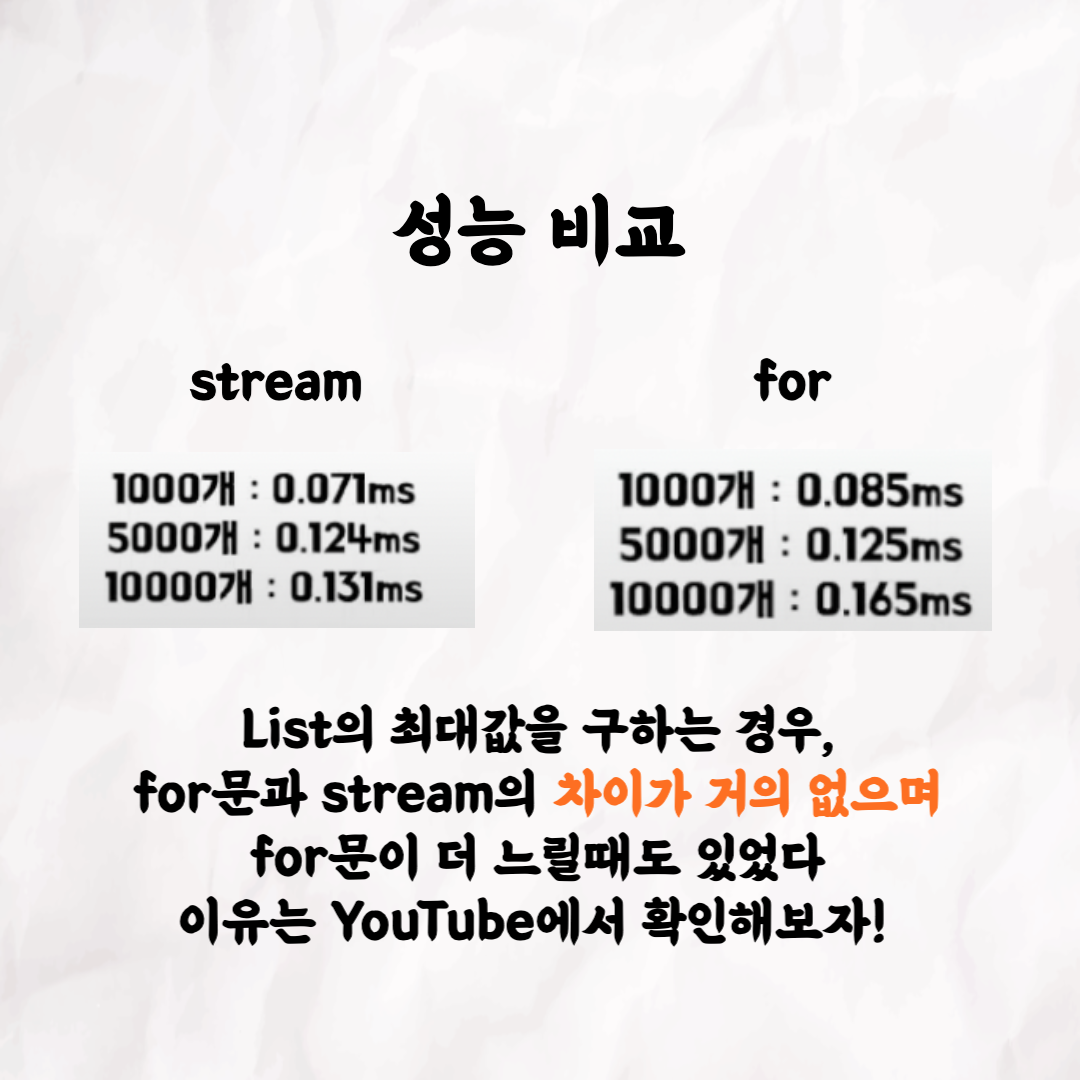 성능 비교
stream
1000개 : 0.071ms
5000개 : 0.124ms
10000개 : 0.131ms
for
1000개 : 0.085ms
5000개 : 0.125ms
10000개 : 0.165ms
List의 최대값을 구하는 경우,
for문과 stream의 차이가 거의 없으며
for문이 더 느릴때도 있었다
이유는 YouTube에서 확인해보자!